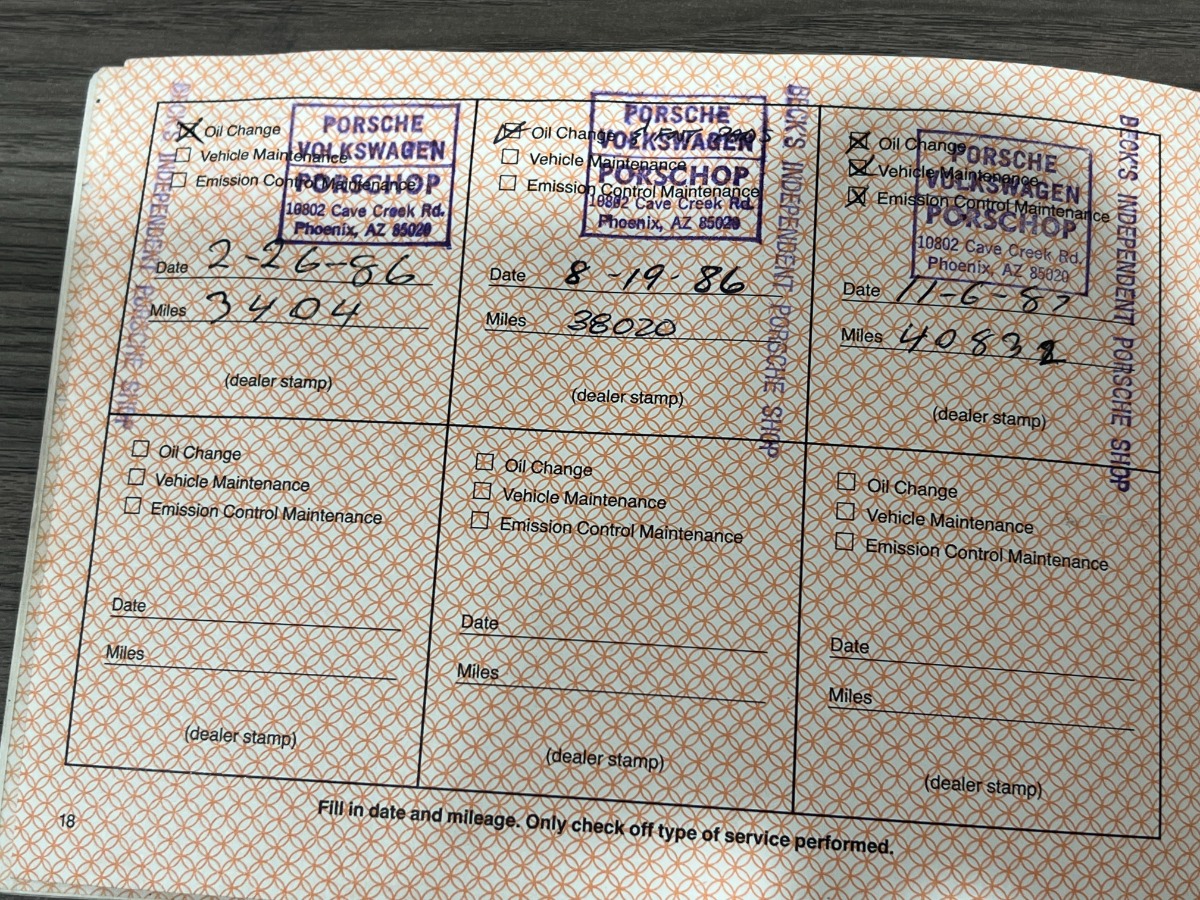 Oil Change
Vehicle Maintenance
Emission Control Maintenance
PORSCHE
VOLKSWAGEN
PORSCHOP
10802 Cave Creek Rd.
Phoenix, AZ 85020
Date 2-26-86
Miles 3404
(dealer stamp)
BECK'S INDEPENDENT PORSCHE SHOP
Oil Change
Vehicle Maintenance
Emission Control Maintenance
PORSCHE
VOLKSWAGEN
PORSCHOP
10802 Cave Creek Rd.
Phoenix, AZ 85020
Date 8-19-86
Miles 38020
(dealer stamp)
BECK'S INDEPENDENT PORSCHE SHOP
Oil Change
Vehicle Maintenance
Emission Control Maintenance
PORSCHE
VOLKSWAGEN
PORSCHOP
10802 Cave Creek Rd.
Phoenix, AZ 85020
Date 11-6-87
Miles 40832
(dealer stamp)
BECK'S INDEPENDENT PORSCHE SHOP
Oil Change
Vehicle Maintenance
Emission Control Maintenance
Date
Miles
(dealer stamp)
Oil Change
Vehicle Maintenance
Emission Control Maintenance
Date
Miles
(dealer stamp)
Oil Change
Vehicle Maintenance
Emission Control Maintenance
Date
Miles
(dealer stamp)
Fill in date and mileage. Only check off type of service performed.
18